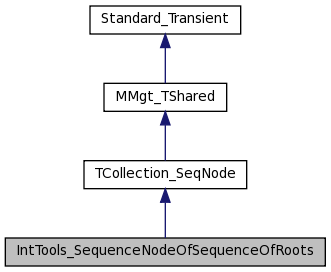 Standard_Transient
MMgt_TShared
TCollection_SeqNode
IntTools_SequenceNodeOfSequenceOfRoots